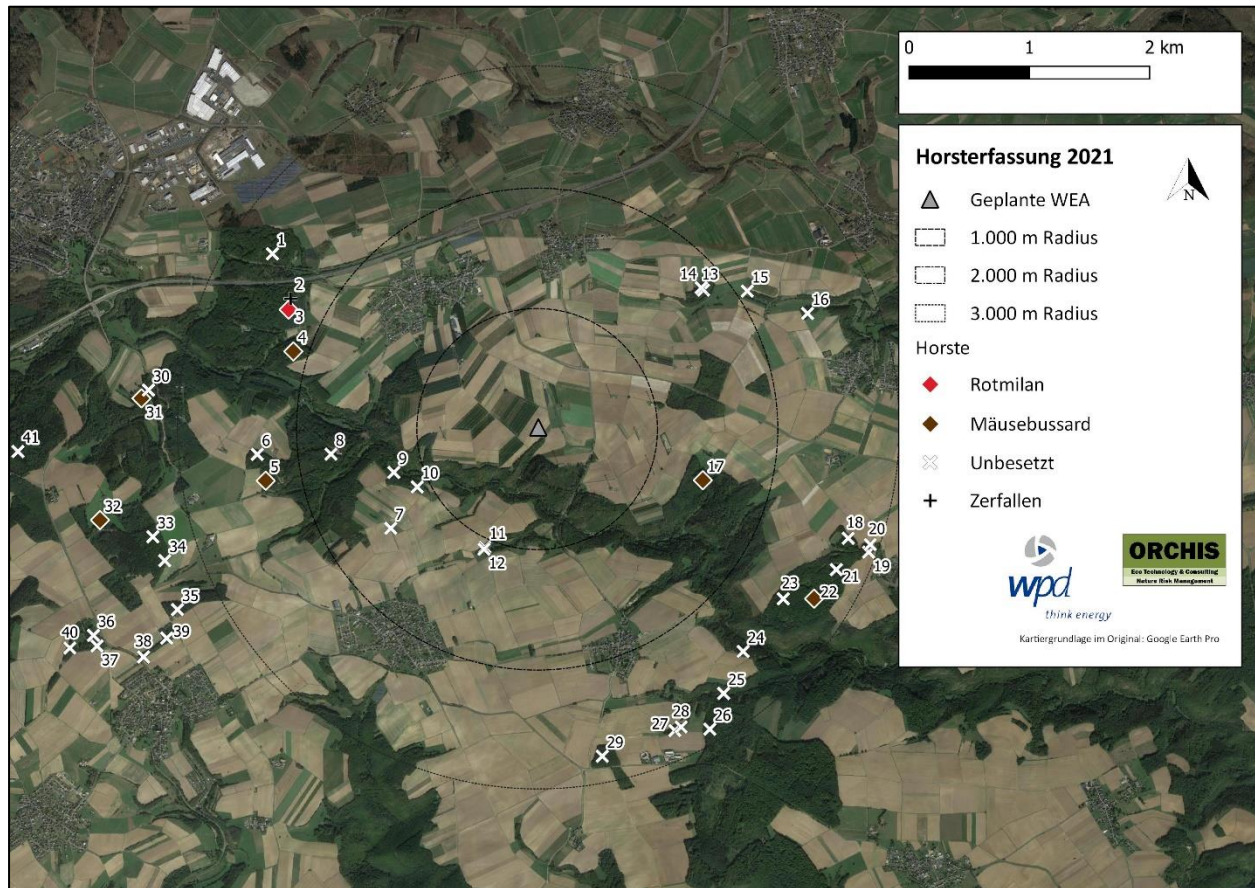 0 1 2 km
Horsterfassung 2021
N
Geplante WEA
1.000 m Radius
2.000 m Radius
3.000 m Radius
Horste
Rotmilan
Mäusebussard
Unbesetzt
Zerfallen
wpd
think energy
ORCHIS
Eco Technology & Consulting
Nature Risk Management
Kartiergrundlage im Original: Google Earth Pro
1
2
3
4
14 13
15
16
30
31
41
6
5
8
9
10
17
32
7
11
12
33
34
18
20
19
21
23
22
35
36
40
37
38
39
24
25
27
28
26
29